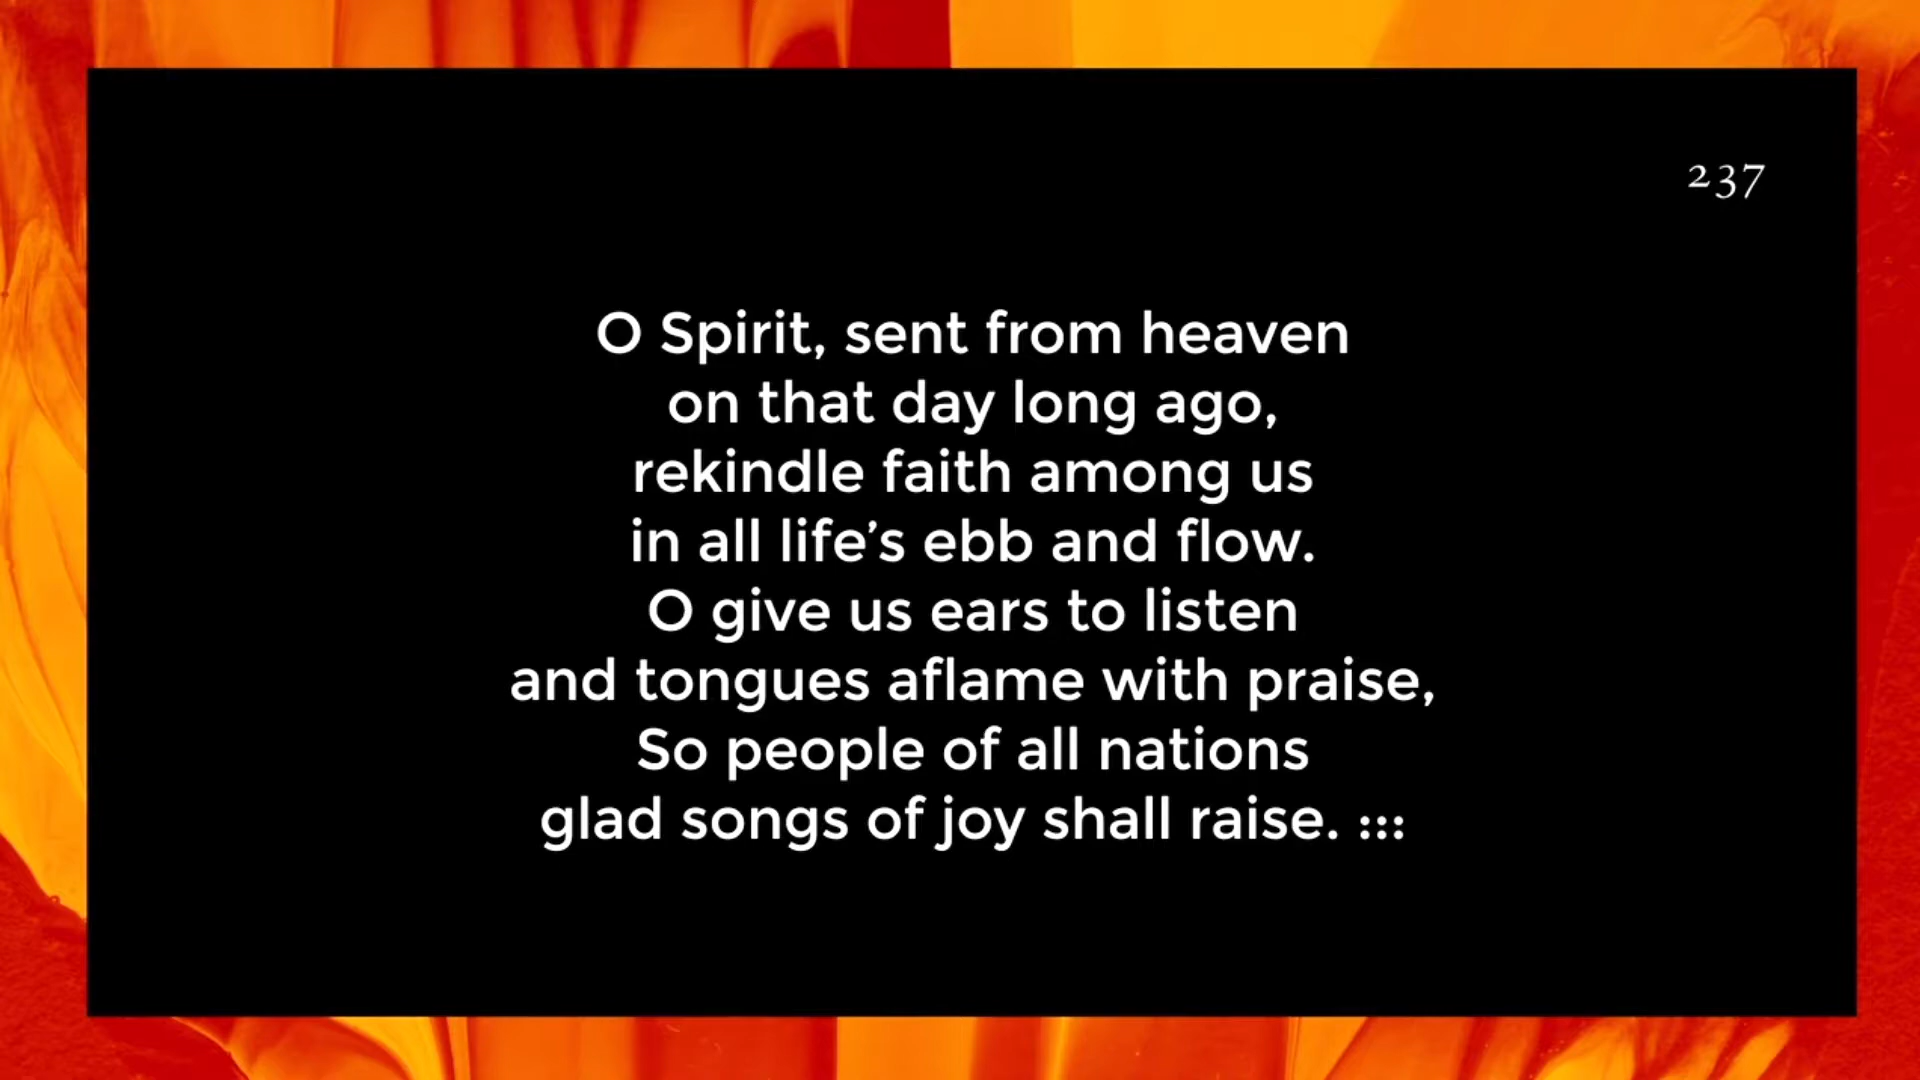 237
O Spirit, sent from heaven
on that day long ago,
rekindle faith among us
in all life’s ebb and flow.
O give us ears to listen
and tongues aflame with praise,
So people of all nations
glad songs of joy shall raise. :::